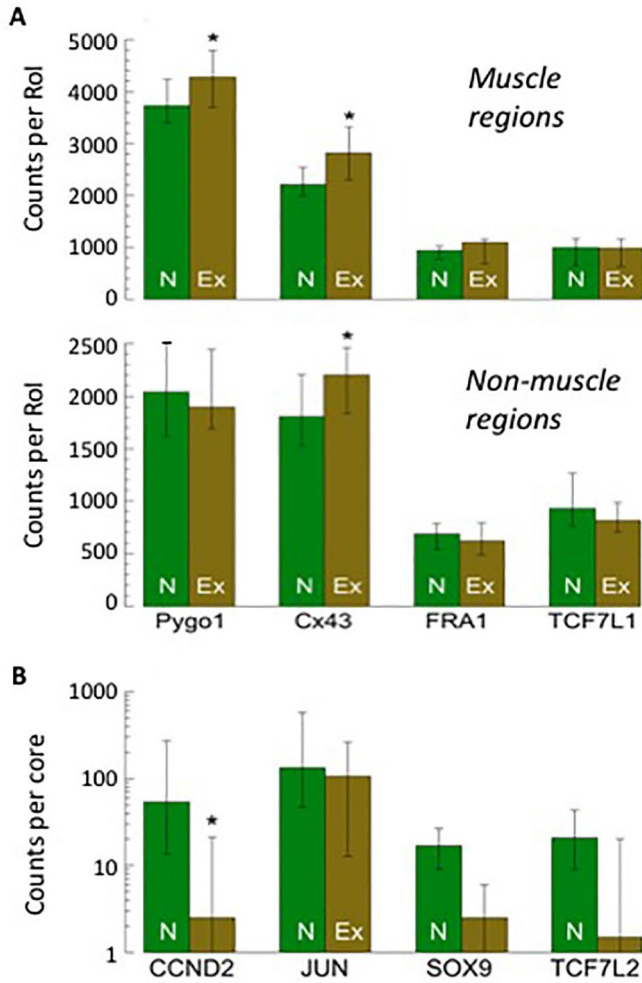 A
Counts per RoI
5000
4000
3000
2000
1000
0
Muscle
regions
*
*
N Ex N Ex N Ex N Ex
Counts per RoI
2500
2000
1500
1000
500
0
Non-muscle
regions
*
N Ex N Ex N Ex N Ex
Pygo1 Cx43 FRA1 TCF7L1
B
Counts per core
1000
100
10
1
*
N N Ex N N
CCND2 JUN SOX9 TCF7L2